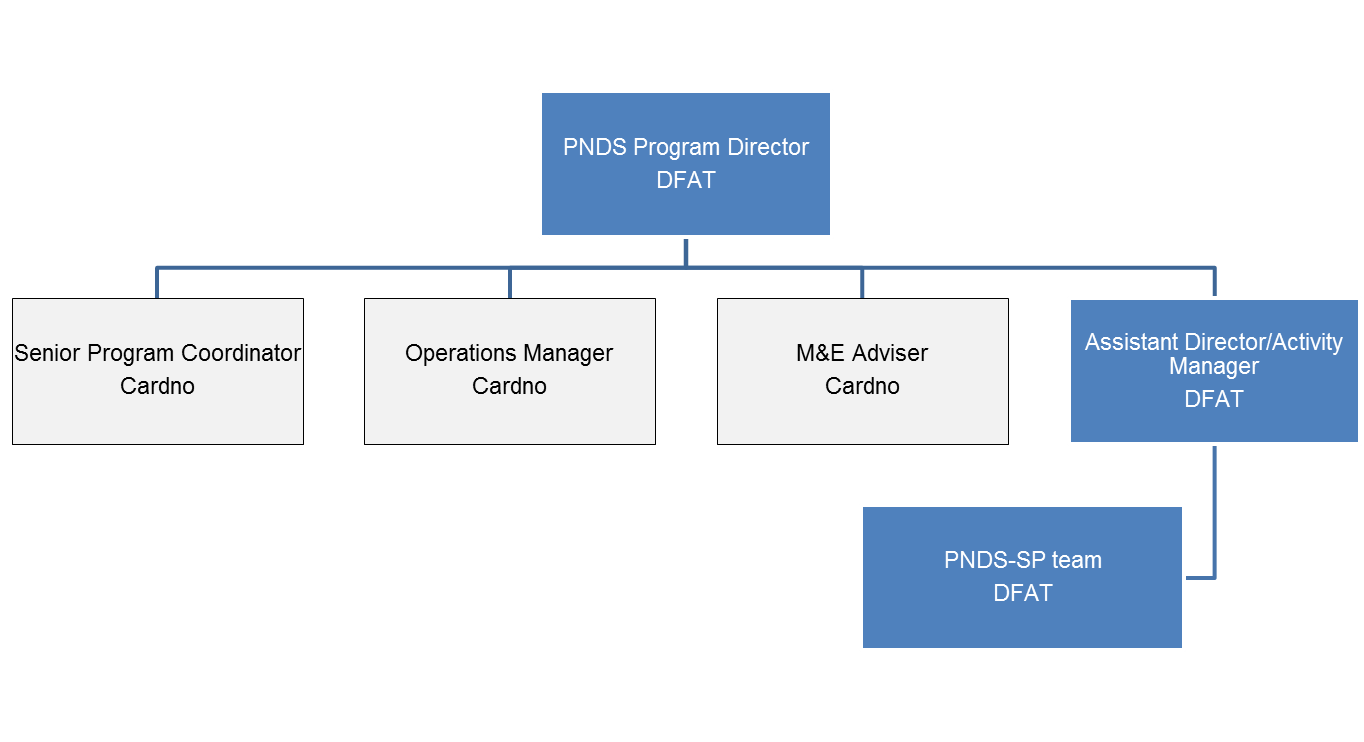 PNDS Program Director
DFAT
Senior Program Coordinator
Cardno
Operations Manager
Cardno
M&E Adviser
Cardno
Assistant Director/Activity
Manager
DFAT
PNDS-SP team
DFAT